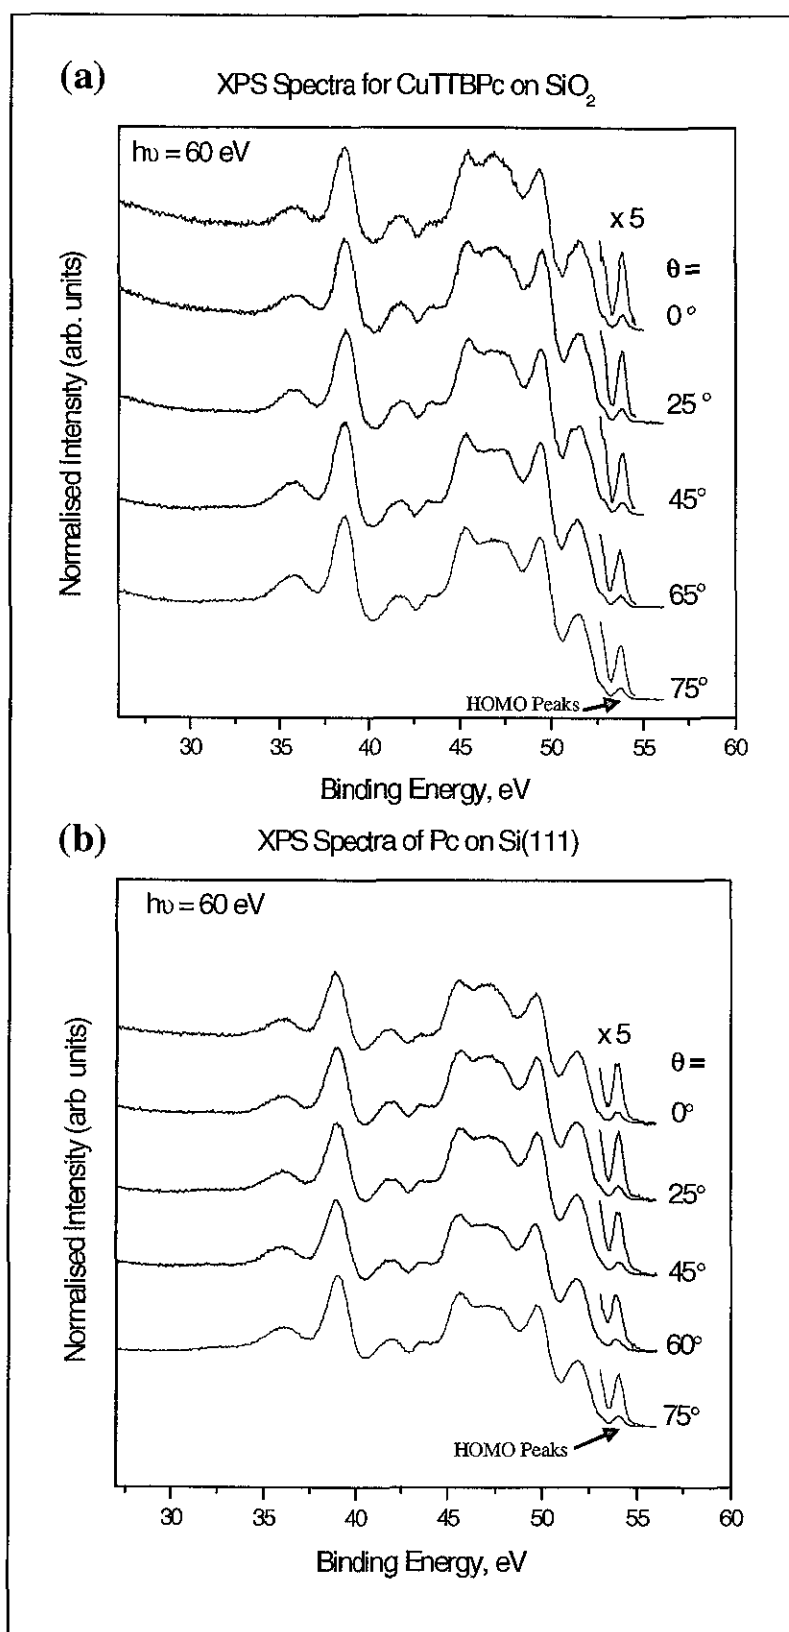 (a)
XPS Spectra for CuTTBPc on SiO₂
hυ = 60 eV
x 5
θ =
0°
25°
45°
65°
75°
HOMO Peaks
Normalised Intensity (arb. units)
30 35 40 45 50 55 60
Binding Energy, eV
(b)
XPS Spectra of Pc on Si(111)
hυ = 60 eV
x 5
θ =
0°
25°
45°
60°
75°
HOMO Peaks
Normalised Intensity (arb units)
30 35 40 45 50 55 60
Binding Energy, eV